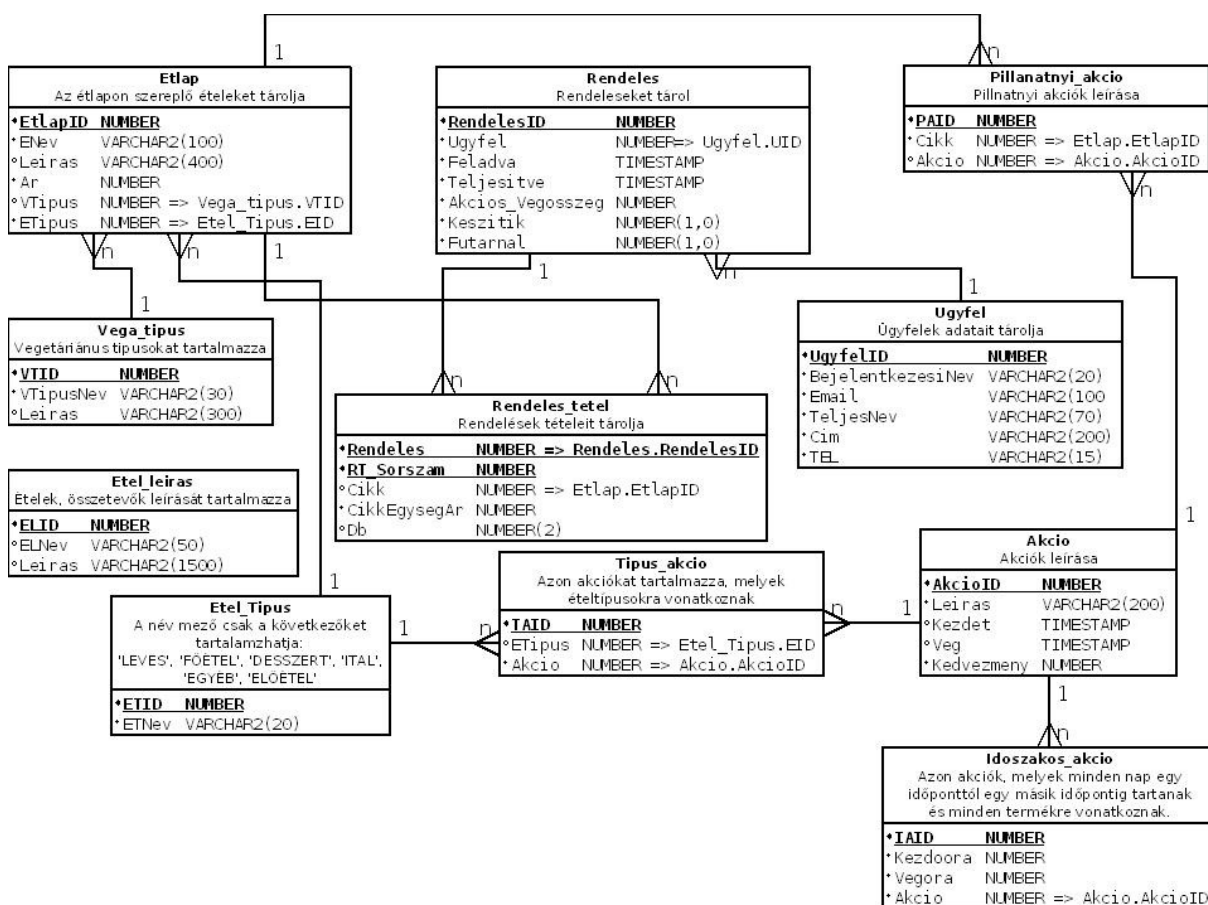 1
n
Etlap
Az étlapon szereplő ételeket tárolja
EtlapID NUMBER
ENev VARCHAR2(100)
Leiras VARCHAR2(400)
Ar NUMBER
VTipus NUMBER => Vega_tipus.VTID
ETipus NUMBER => Etel_Tipus.EID
n
n
1
Rendeles
Rendeleseket tárol
RendelesID NUMBER
Ugyfel NUMBER=> Ugyfel.UID
Feladva TIMESTAMP
Teljesitve TIMESTAMP
Akcios_Vegosszeg NUMBER
Keszitik NUMBER(1,0)
Futarnal NUMBER(1,0)
1
n
Pillanatnyi_akcio
Pillnatnyi akciók leírása
PAID NUMBER
Cikk NUMBER => Etlap.EtlapID
Akcio NUMBER => Akcio.AkcioID
n
1
1
Vega_tipus
Vegetáriánus tipusokat tartalmazza
VTID NUMBER
VTipusNev VARCHAR2(30)
Leiras VARCHAR2(300)
Ugyfel
Ügyfelek adatait tárolja
UgyfelID NUMBER
BejelentkezesiNev VARCHAR2(20)
Email VARCHAR2(100
TeljesNev VARCHAR2(70)
Cim VARCHAR2(200)
TEL VARCHAR2(15)
n
n
Rendeles_tetel
Rendelések tételeit tárolja
Rendeles NUMBER => Rendeles.RendelesID
RT_Sorszam NUMBER
Cikk NUMBER => Etlap.EtlapID
CikkEgysegAr NUMBER
Db NUMBER(2)
Etel_leiras
Ételek, összetevők leírását tartalmazza
ELID NUMBER
ELNev VARCHAR2(50)
Leiras VARCHAR2(1500)
1
1
Etel_Tipus
A név mező csak a következőket
tartalamzhatja:
'LEVES', 'FŐÉTEL', 'DESSZERT', 'ITAL',
'EGYÉB', 'ELŐÉTEL'
ETID NUMBER
ETNev VARCHAR2(20)
1
n
Tipus_akcio
Azon akciókat tartalmazza, melyek
ételtípusokra vonatkoznak
TAID NUMBER
ETipus NUMBER => Etel_Tipus.EID
Akcio NUMBER => Akcio.AkcioID
n
1
Akcio
Akciók leírása
AkcioID NUMBER
Leiras VARCHAR2(200)
Kezdet TIMESTAMP
Veg TIMESTAMP
Kedvezmeny NUMBER
1
n
Idoszakos_akcio
Azon akciók, melyek minden nap egy
időponttól egy másik időpontig tartanak
és minden termékre vonatkoznak.
IAID NUMBER
Kezdoora NUMBER
Vegora NUMBER
Akcio NUMBER => Akcio.AkcioID